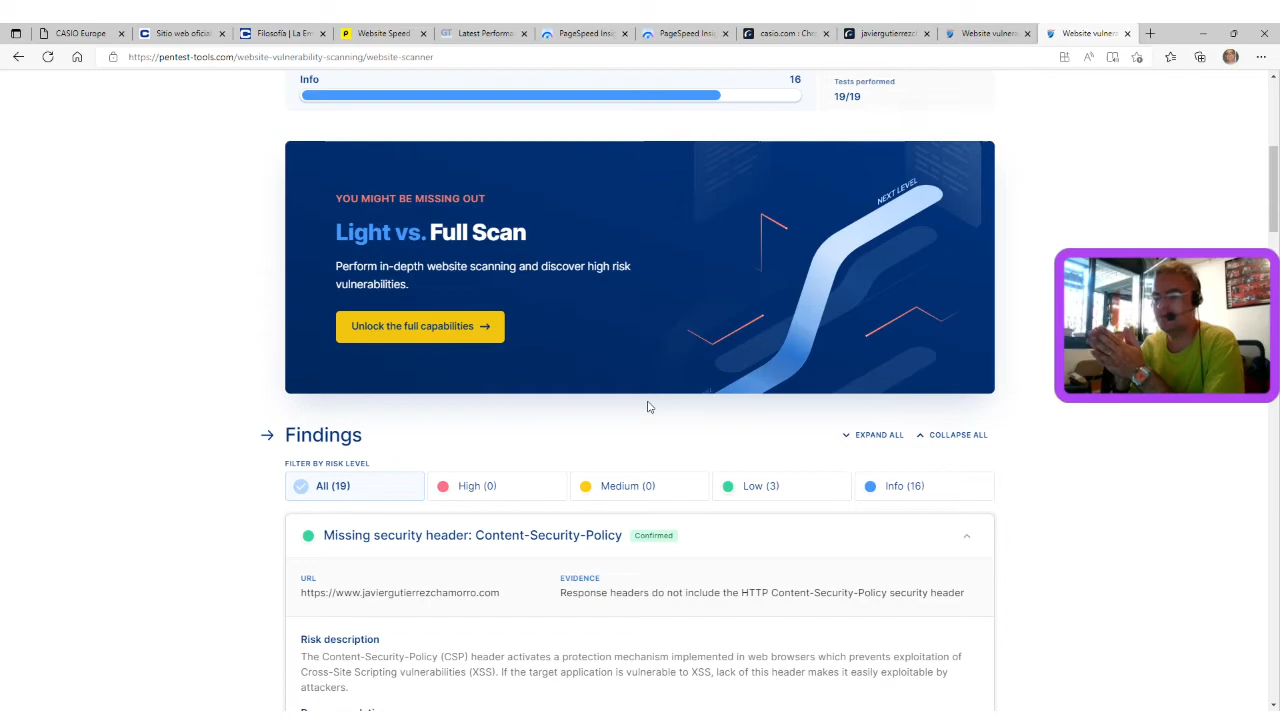 CASIO Europe
Sitio web oficial
Filosofía | La En
Website Speed
GT Latest Performa
PageSpeed Insi
PageSpeed Insi
casio.com : Chro
javiergutierrezch
Website vulnera
Website vulnera
https://pentest-tools.com/website-vulnerability-scanning/website-scanner
Info 16
Tests performed
19/19
YOU MIGHT BE MISSING OUT
Light vs. Full Scan
Perform in-depth website scanning and discover high risk
vulnerabilities.
Unlock the full capabilities →
NEXT LEVEL
Findings
EXPAND ALL
COLLAPSE ALL
FILTER BY RISK LEVEL
All (19)
High (0)
Medium (0)
Low (3)
Info (16)
Missing security header: Content-Security-Policy Confirmed
URL
https://www.javiergutierrezchamorro.com
EVIDENCE
Response headers do not include the HTTP Content-Security-Policy security header
Risk description
The Content-Security-Policy (CSP) header activates a protection mechanism implemented in web browsers which prevents exploitation of
Cross-Site Scripting vulnerabilities (XSS). If the target application is vulnerable to XSS, lack of this header makes it easily exploitable by
attackers.